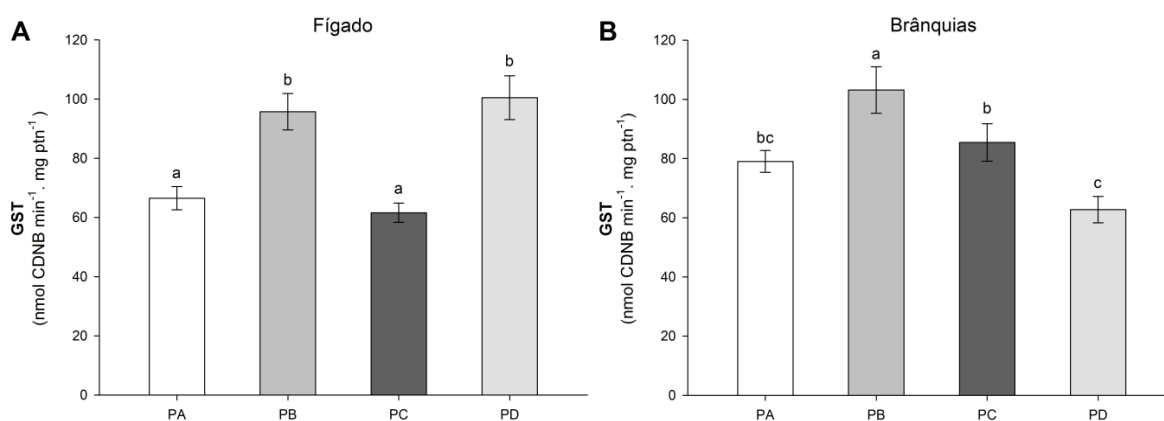 A
Fígado
GST
(nmol CDNB min⁻¹. mg ptn⁻¹ )
120
100
80
60
40
20
0
a
b
a
b
PA
PB
PC
PD
B
Brânquias
GST
(nmol CDNB min⁻¹. mg ptn⁻¹)
120
100
80
60
40
20
0
bc
a
b
c
PA
PB
PC
PD